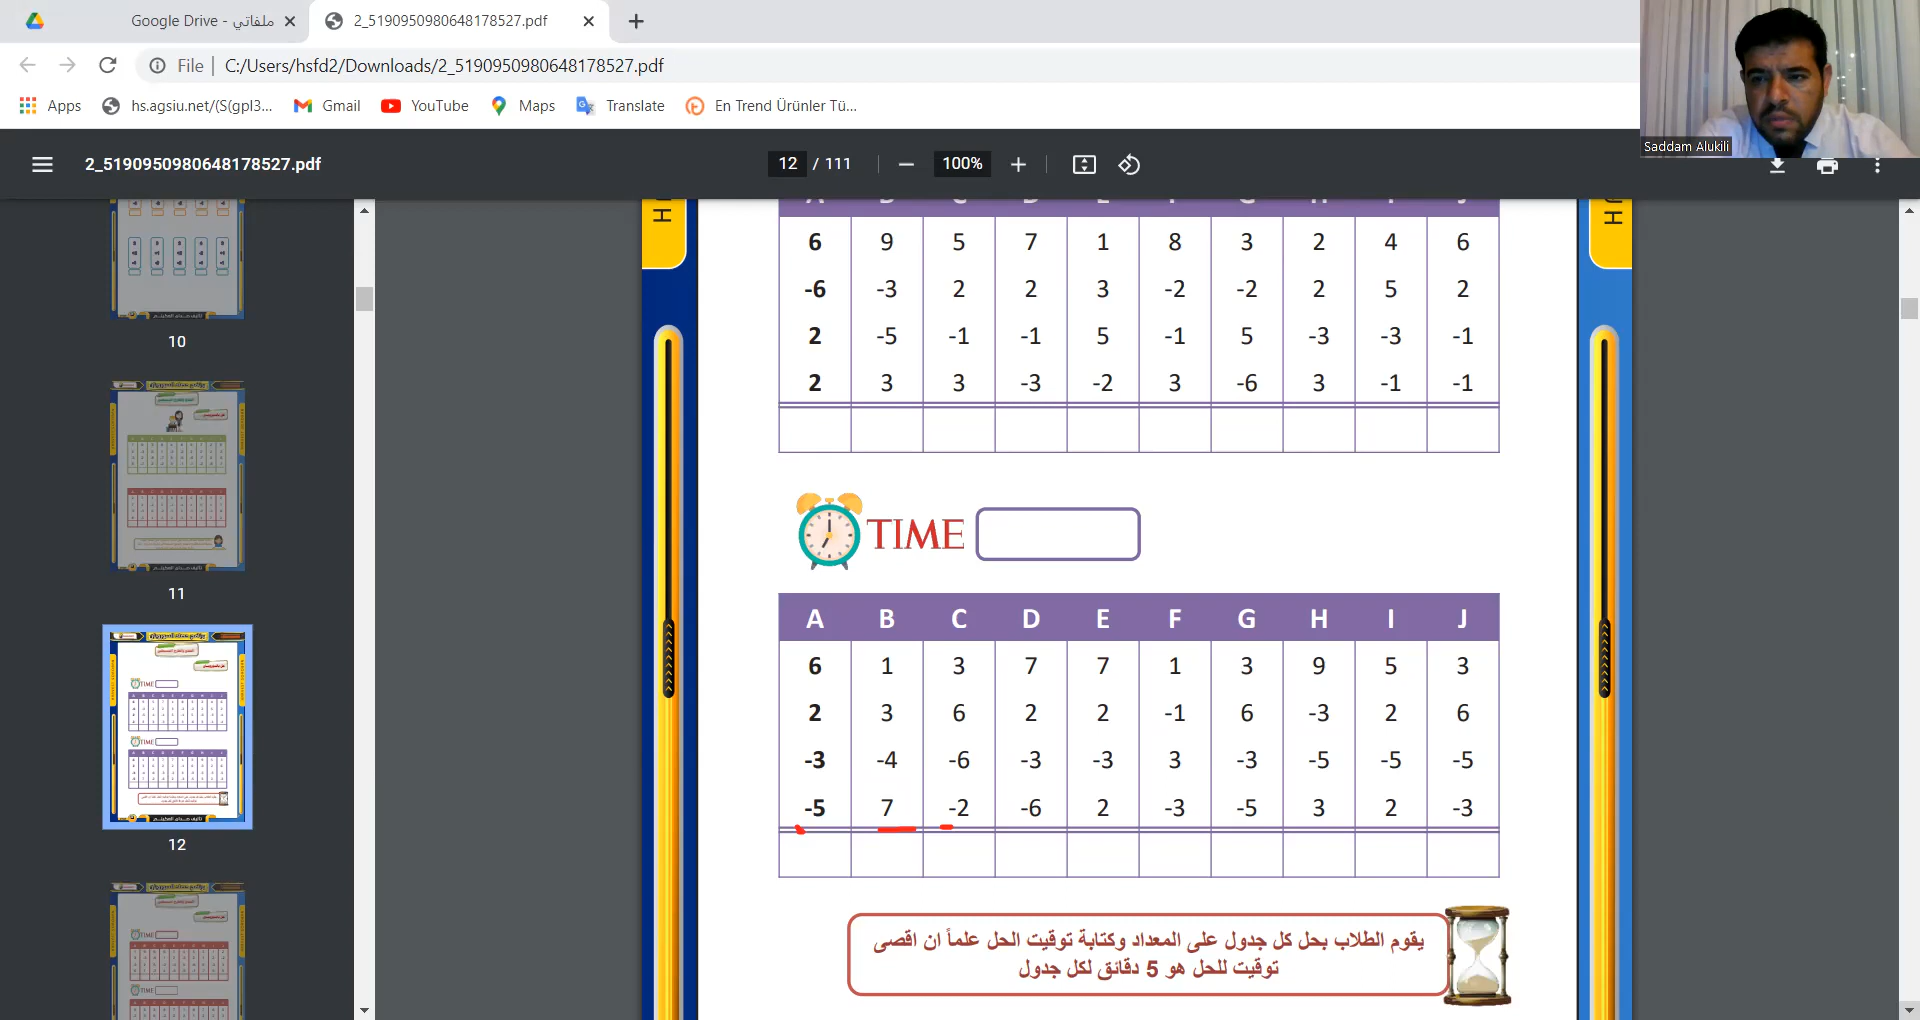 ملفاتي - Google Drive
2_5190950980648178527.pdf
File | C:/Users/hsfd2/Downloads/2_5190950980648178527.pdf
Apps hs.agsiu.net/(S(gpl3... Gmail YouTube Maps Translate En Trend Ürünler Tü...
Saddam Alukili
2_5190950980648178527.pdf 12 / 111 100%
10
11
12
6 9 5 7 1 8 3 2 4 6
-6 -3 2 2 3 -2 -2 2 5 2
2 -5 -1 -1 5 -1 5 -3 -3 -1
2 3 3 -3 -2 3 -6 3 -1 -1
TIME
A B C D E F G H I J
6 1 3 7 7 1 3 9 5 3
2 3 6 2 2 -1 6 -3 2 6
-3 -4 -6 -3 -3 3 -3 -5 -5 -5
-5 7 -2 -6 2 -3 -5 3 2 -3
يقوم الطلاب بحل كل جدول على المعداد وكتابة توقيت الحل علماً ان اقصى
توقيت للحل هو 5 دقائق لكل جدول